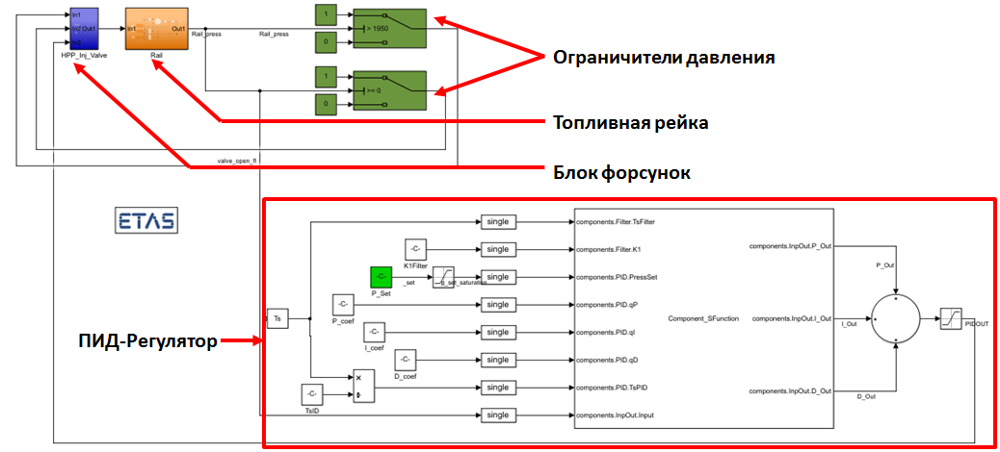 In1
In2 Out1
HPP_Inj_Valve
In1
Out1
Rail
Rail_press
Rail_press
1
> 1950
0
1
>= 0
0
Ограничители давления
Топливная рейка
Блок форсунок
valve_open_fl
ETAS
ПИД-Регулятор
Ts
single
components.Filter.TsFilter
-C-
K1Filter
single
components.Filter.K1
-C-
P_Set
_set
p_set_saturation
single
components.PID.PressSet
-C-
P_coef
single
components.PID.qP
-C-
I_coef
single
components.PID.qI
-C-
D_coef
single
components.PID.qD
-C-
TsID
×
÷
single
components.PID.TsPID
single
components.InpOut.Input
Component_SFunction
components.InpOut.P_Out
P_Out
components.InpOut.I_Out
I_Out
components.InpOut.D_Out
D_Out
+
+
+
PIDOUT